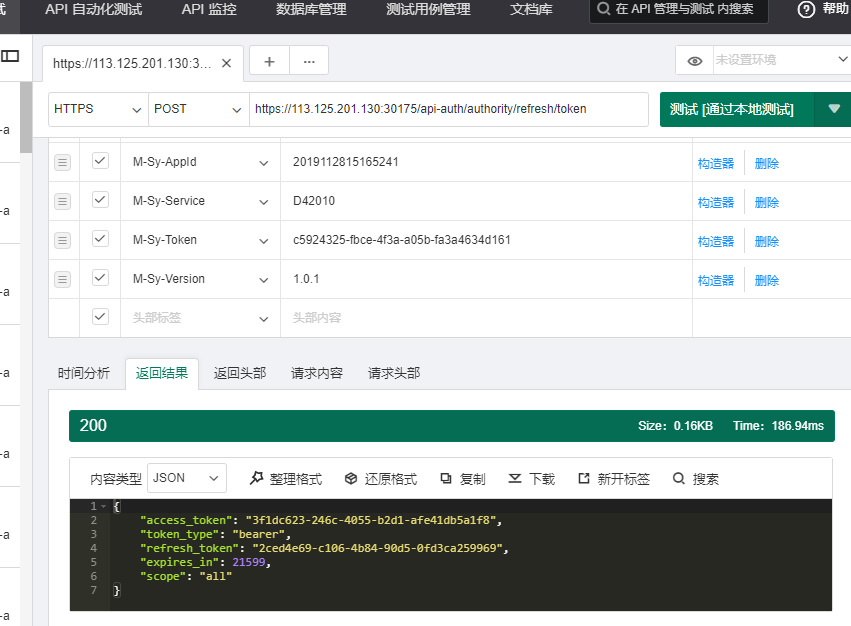 试 API 自动化测试 API 监控 数据库管理 测试用例管理 文档库 在 API 管理与测试 内搜索 帮助
https://113.125.201.130:3... × + ... 未设置环境
HTTPS POST https://113.125.201.130:30175/api-auth/authority/refresh/token 测试 [通过本地测试]
-a
M-Sy-AppId 2019112815165241 构造器 删除
-a
M-Sy-Service D42010 构造器 删除
M-Sy-Token c5924325-fbce-4f3a-a05b-fa3a4634d161 构造器 删除
M-Sy-Version 1.0.1 构造器 删除
-a
头部标签 头部内容
-a
时间分析 返回结果 返回头部 请求内容 请求头部
200 Size: 0.16KB Time: 186.94ms
-a
内容类型 JSON 整理格式 还原格式 复制 下载 新开标签 搜索
1 {
2 "access_token": "3f1dc623-246c-4055-b2d1-afe41db5a1f8",
3 "token_type": "bearer",
-a
4 "refresh_token": "2ced4e69-c106-4b84-90d5-0fd3ca259969",
5 "expires_in": 21599,
6 "scope": "all"
7 }
-a